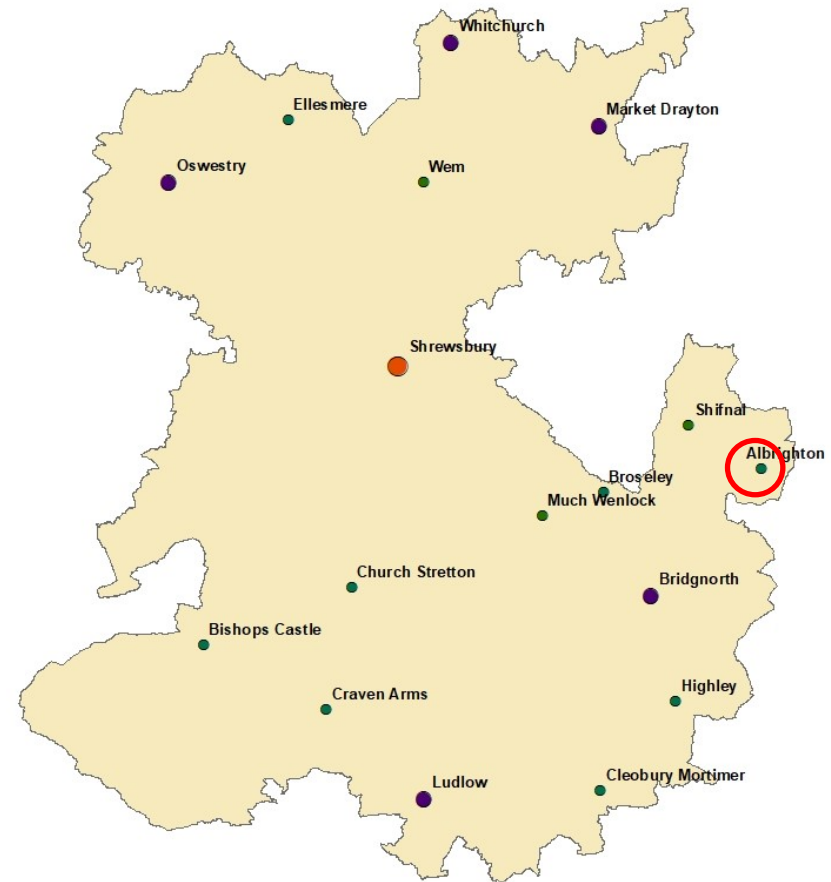 Whitchurch
Ellesmere
Market Drayton
Oswestry
Wem
Shrewsbury
Shifnal
Albrighton
Broseley
Much Wenlock
Church Stretton
Bridgnorth
Bishops Castle
Highley
Craven Arms
Cleobury Mortimer
Ludlow